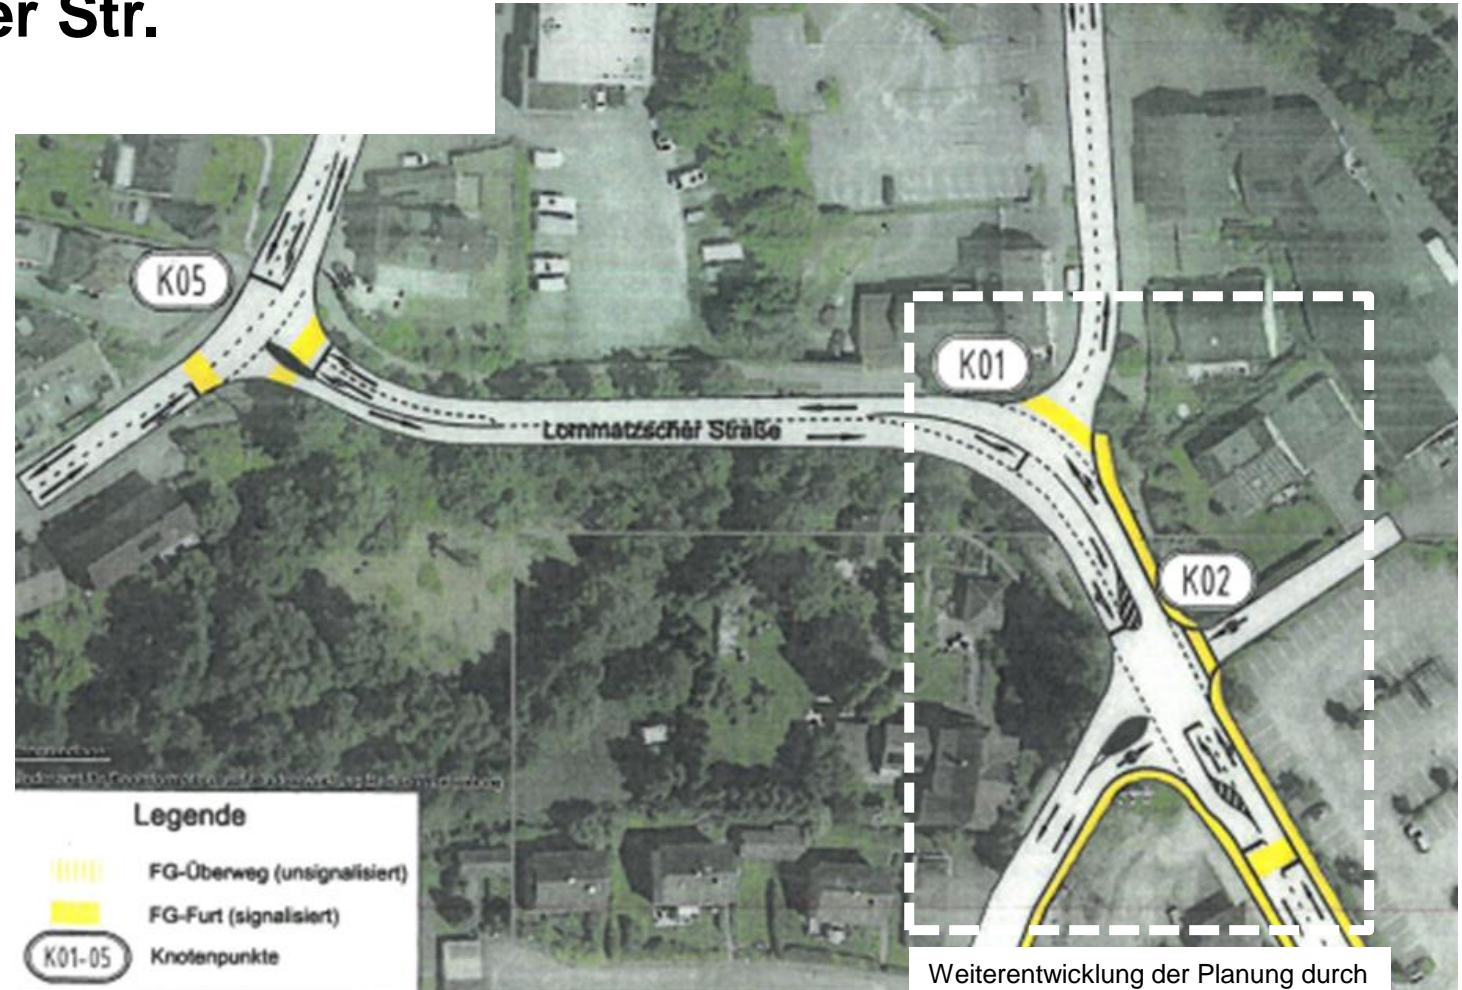 er Str.
K05
K01
Lommatzscher Straße
K02
Legende
FG-Überweg (unsignalisiert)
FG-Furt (signalisiert)
K01-05 Knotenpunkte
Weiterentwicklung der Planung durch